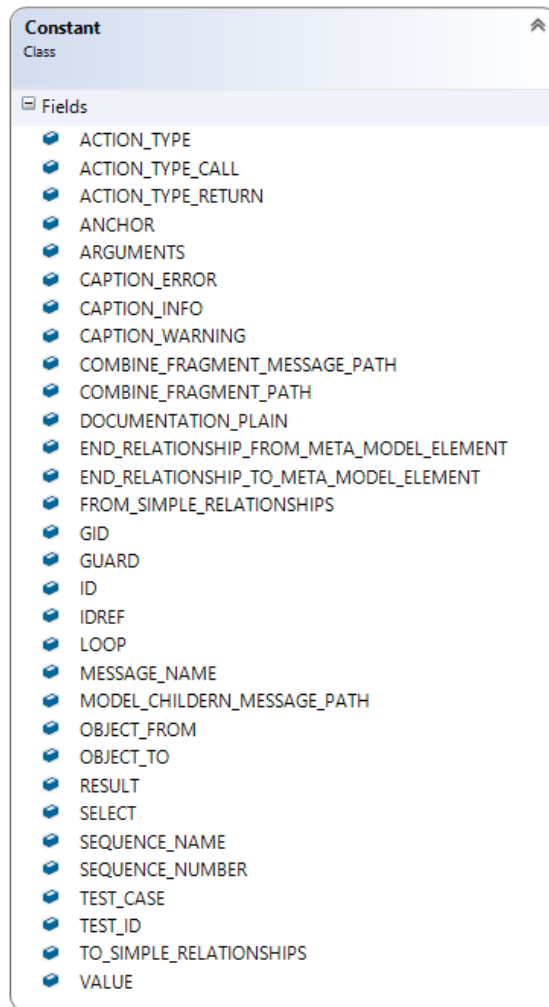 Constant
Class
Fields
ACTION_TYPE
ACTION_TYPE_CALL
ACTION_TYPE_RETURN
ANCHOR
ARGUMENTS
CAPTION_ERROR
CAPTION_INFO
CAPTION_WARNING
COMBINE_FRAGMENT_MESSAGE_PATH
COMBINE_FRAGMENT_PATH
DOCUMENTATION_PLAIN
END_RELATIONSHIP_FROM_META_MODEL_ELEMENT
END_RELATIONSHIP_TO_META_MODEL_ELEMENT
FROM_SIMPLE_RELATIONSHIPS
GID
GUARD
ID
IDREF
LOOP
MESSAGE_NAME
MODEL_CHILDERN_MESSAGE_PATH
OBJECT_FROM
OBJECT_TO
RESULT
SELECT
SEQUENCE_NAME
SEQUENCE_NUMBER
TEST_CASE
TEST_ID
TO_SIMPLE_RELATIONSHIPS
VALUE